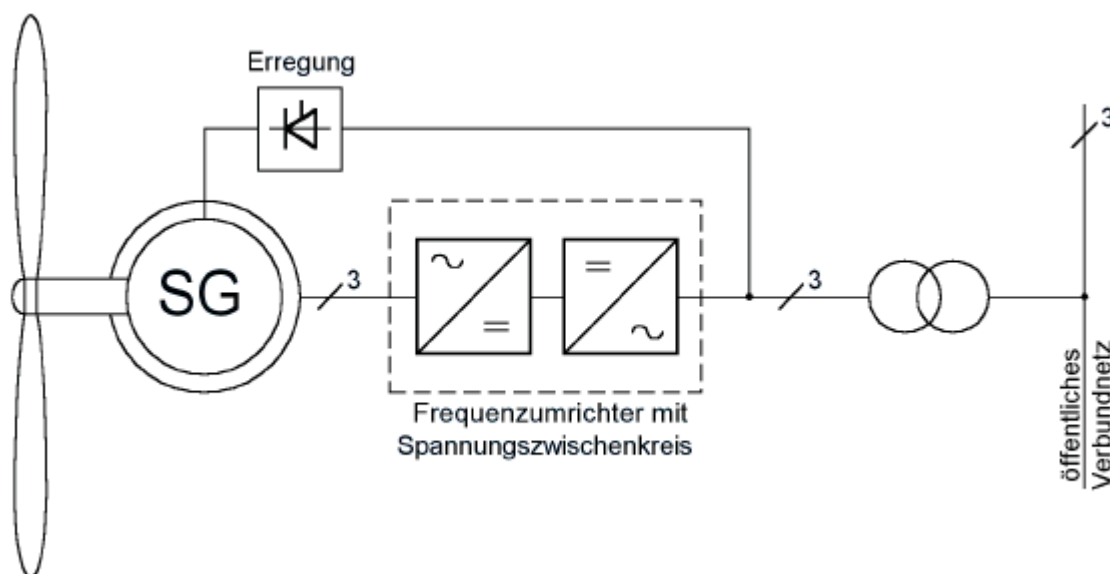 Erregung
3
SG
3
3
Frequenzumrichter mit
Spannungszwischenkreis
öffentliches
Verbundnetz